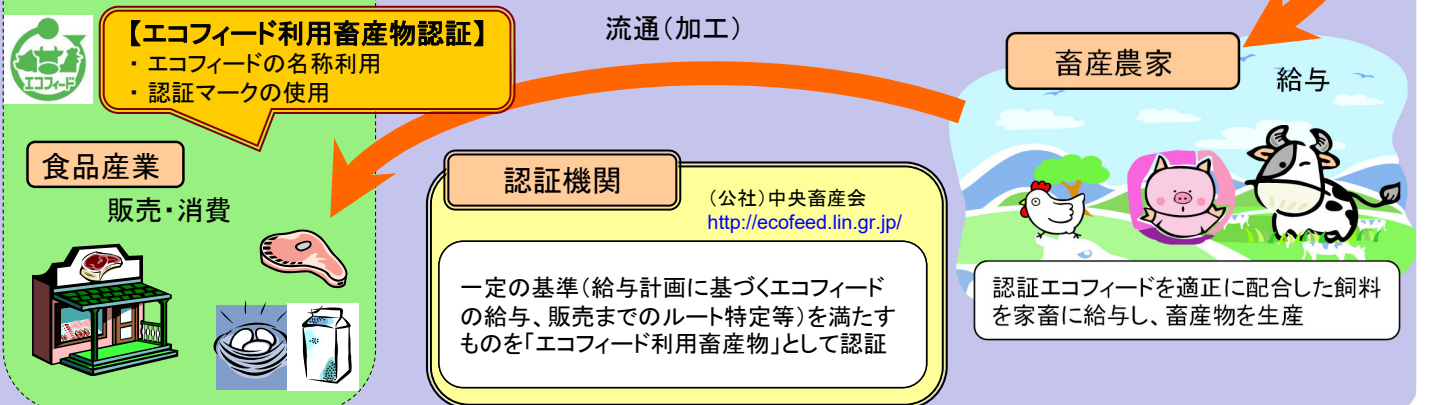 【エコフィード利用畜産物認証】
・ エコフィードの名称利用
・ 認証マークの使用
エコフィード
流通（加工）
畜産農家
給与
食品産業
販売・消費
認証機関
（公社）中央畜産会
http://ecofeed.lin.gr.jp/
一定の基準（給与計画に基づくエコフィード
の給与、販売までのルート特定等）を満たす
ものを「エコフィード利用畜産物」として認証
認証エコフィードを適正に配合した飼料
を家畜に給与し、畜産物を生産